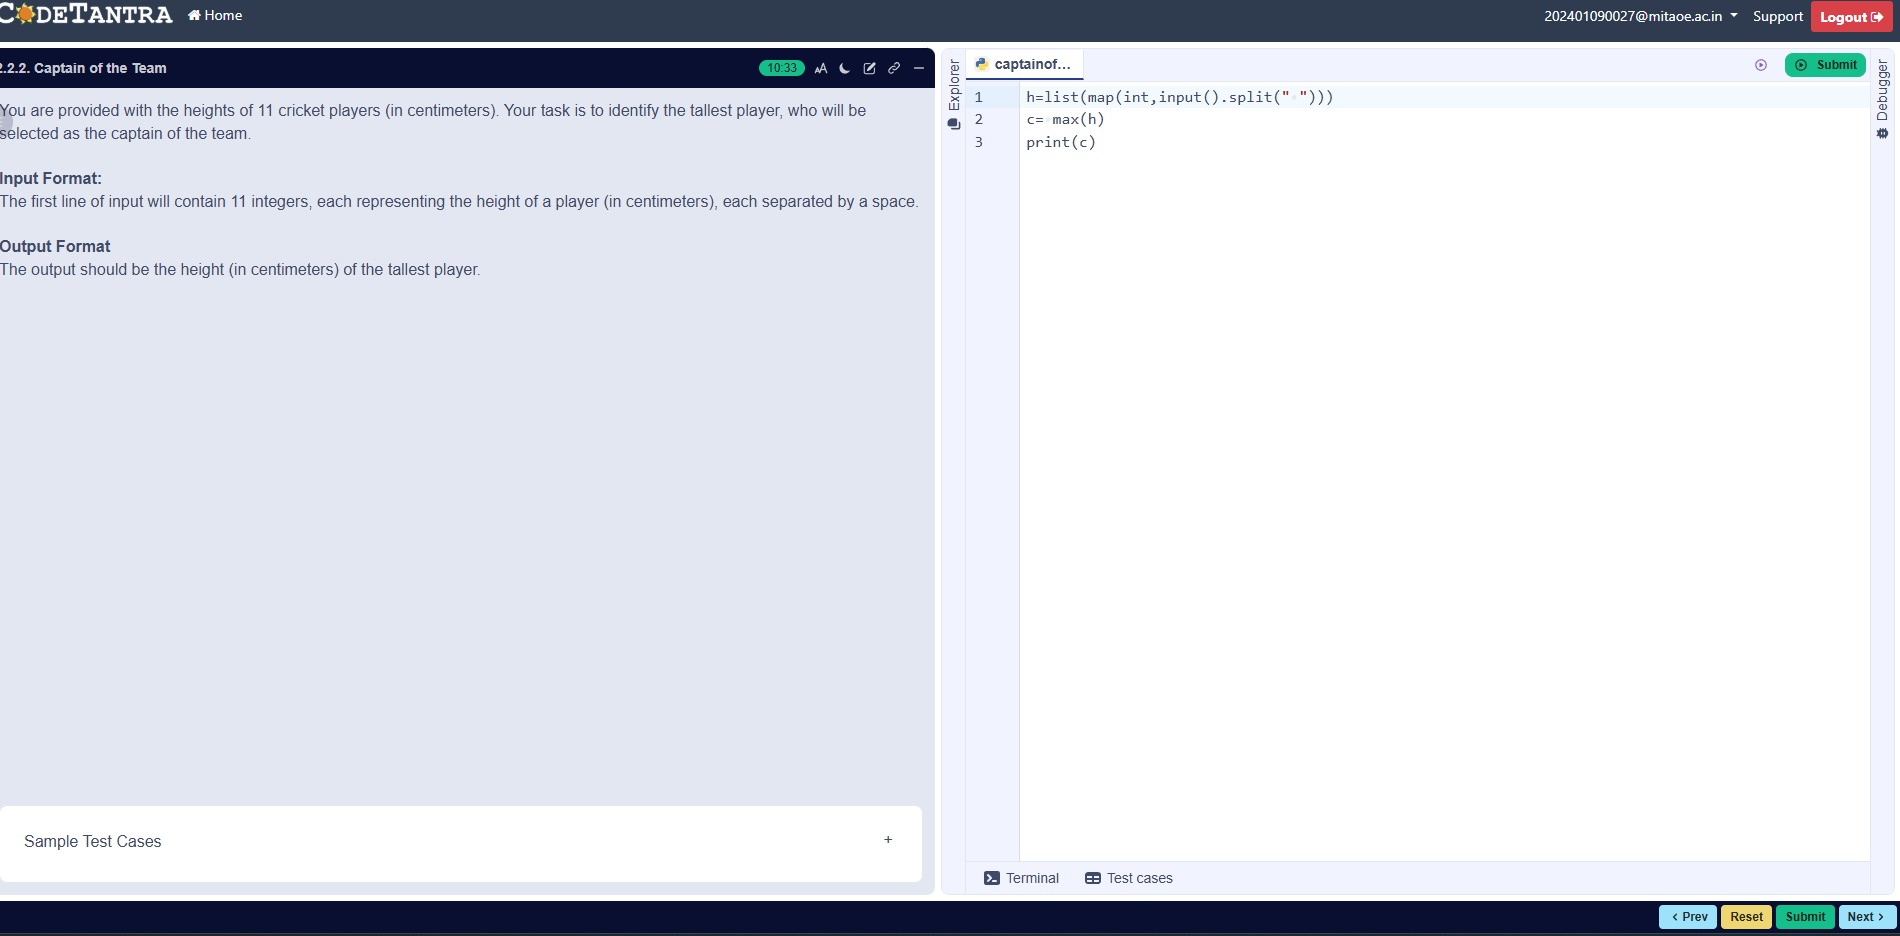 CODETANTRA Home 202401090027@mitaoe.ac.in Support Logout
2.2.2. Captain of the Team 10:33 AA
You are provided with the heights of 11 cricket players (in centimeters). Your task is to identify the tallest player, who will be
selected as the captain of the team.
Input Format:
The first line of input will contain 11 integers, each representing the height of a player (in centimeters), each separated by a space.
Output Format
The output should be the height (in centimeters) of the tallest player.
Sample Test Cases +
Explorer
captainof...
Submit
Debugger
1 h=list(map(int,input().split(" ")))
2 c= max(h)
3 print(c)
Terminal Test cases
< Prev Reset Submit Next >